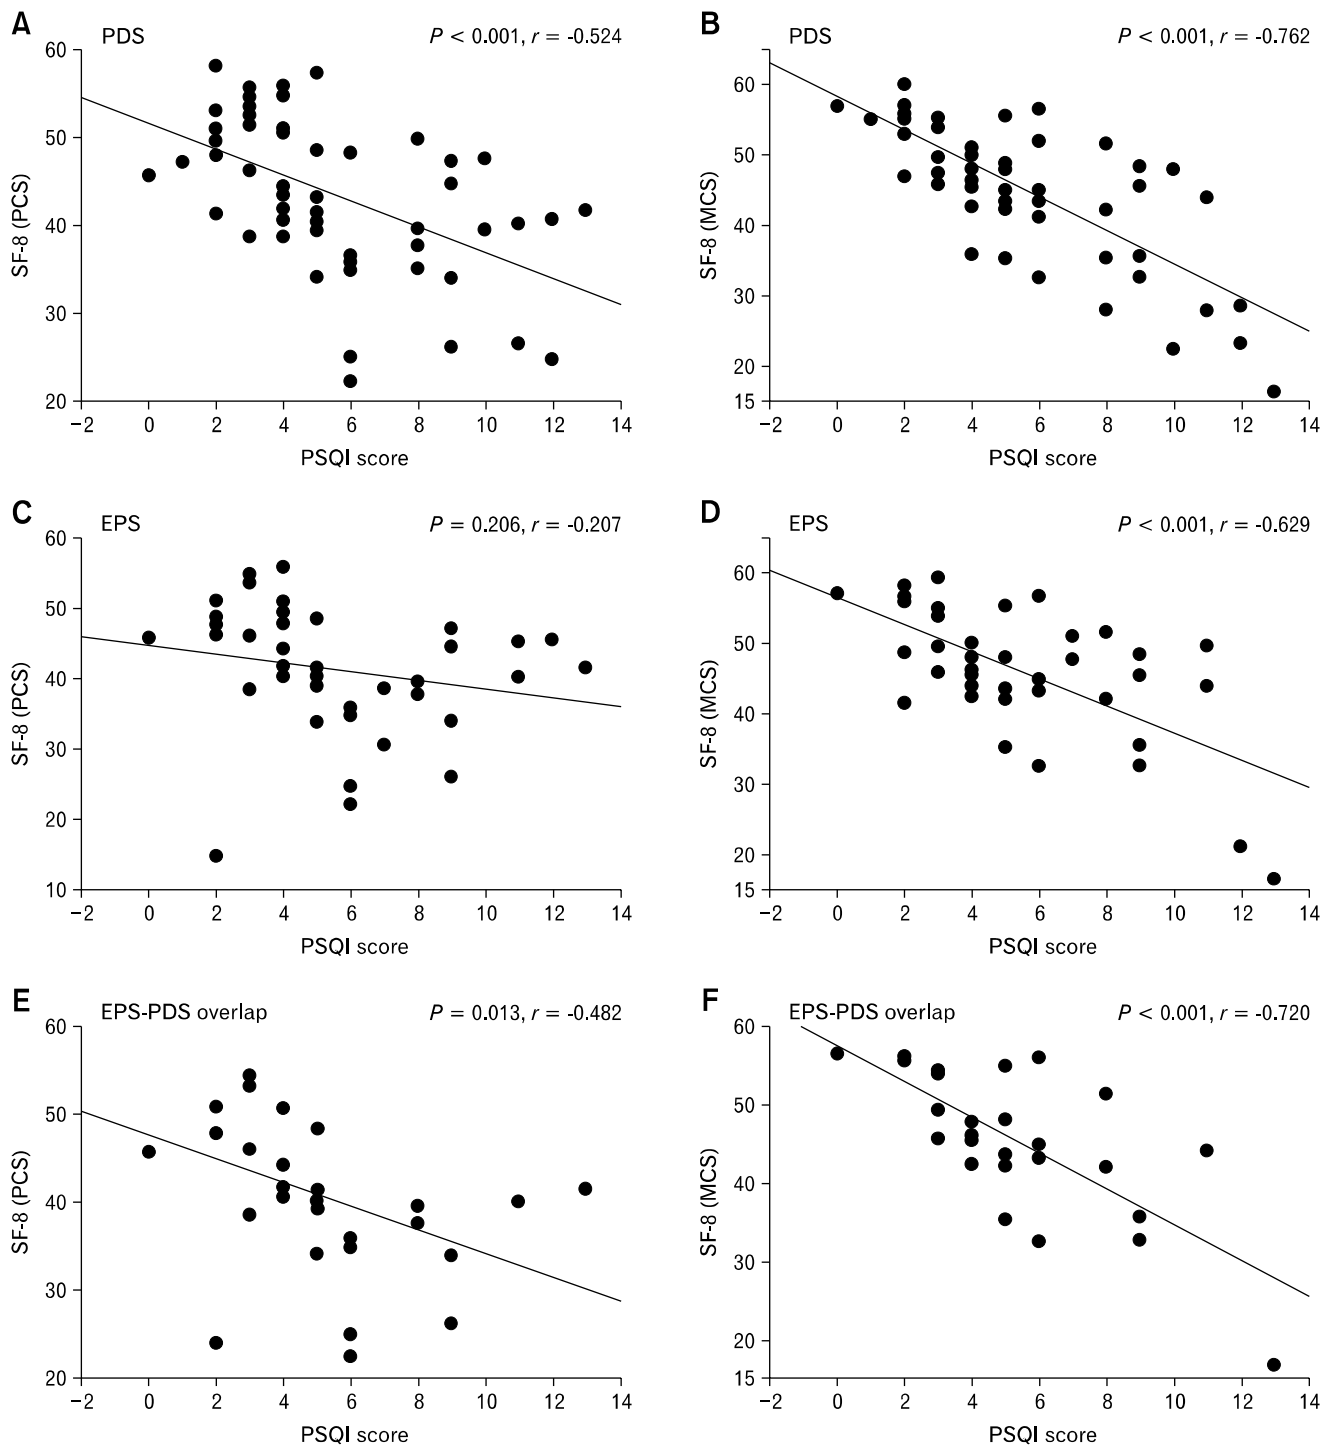 A PDS P < 0.001, r = -0.524
60
50
40
30
20
SF-8 (PCS)
−2 0 2 4 6 8 10 12 14
PSQI score
B PDS P < 0.001, r = -0.762
60
50
40
30
20
15
SF-8 (MCS)
−2 0 2 4 6 8 10 12 14
PSQI score
C EPS P = 0.206, r = -0.207
60
50
40
30
20
10
SF-8 (PCS)
−2 0 2 4 6 8 10 12 14
PSQI score
D EPS P < 0.001, r = -0.629
60
50
40
30
20
15
SF-8 (MCS)
−2 0 2 4 6 8 10 12 14
PSQI score
E EPS-PDS overlap P = 0.013, r = -0.482
60
50
40
30
20
SF-8 (PCS)
−2 0 2 4 6 8 10 12 14
PSQI score
F EPS-PDS overlap P < 0.001, r = -0.720
60
50
40
30
20
15
SF-8 (MCS)
−2 0 2 4 6 8 10 12 14
PSQI score